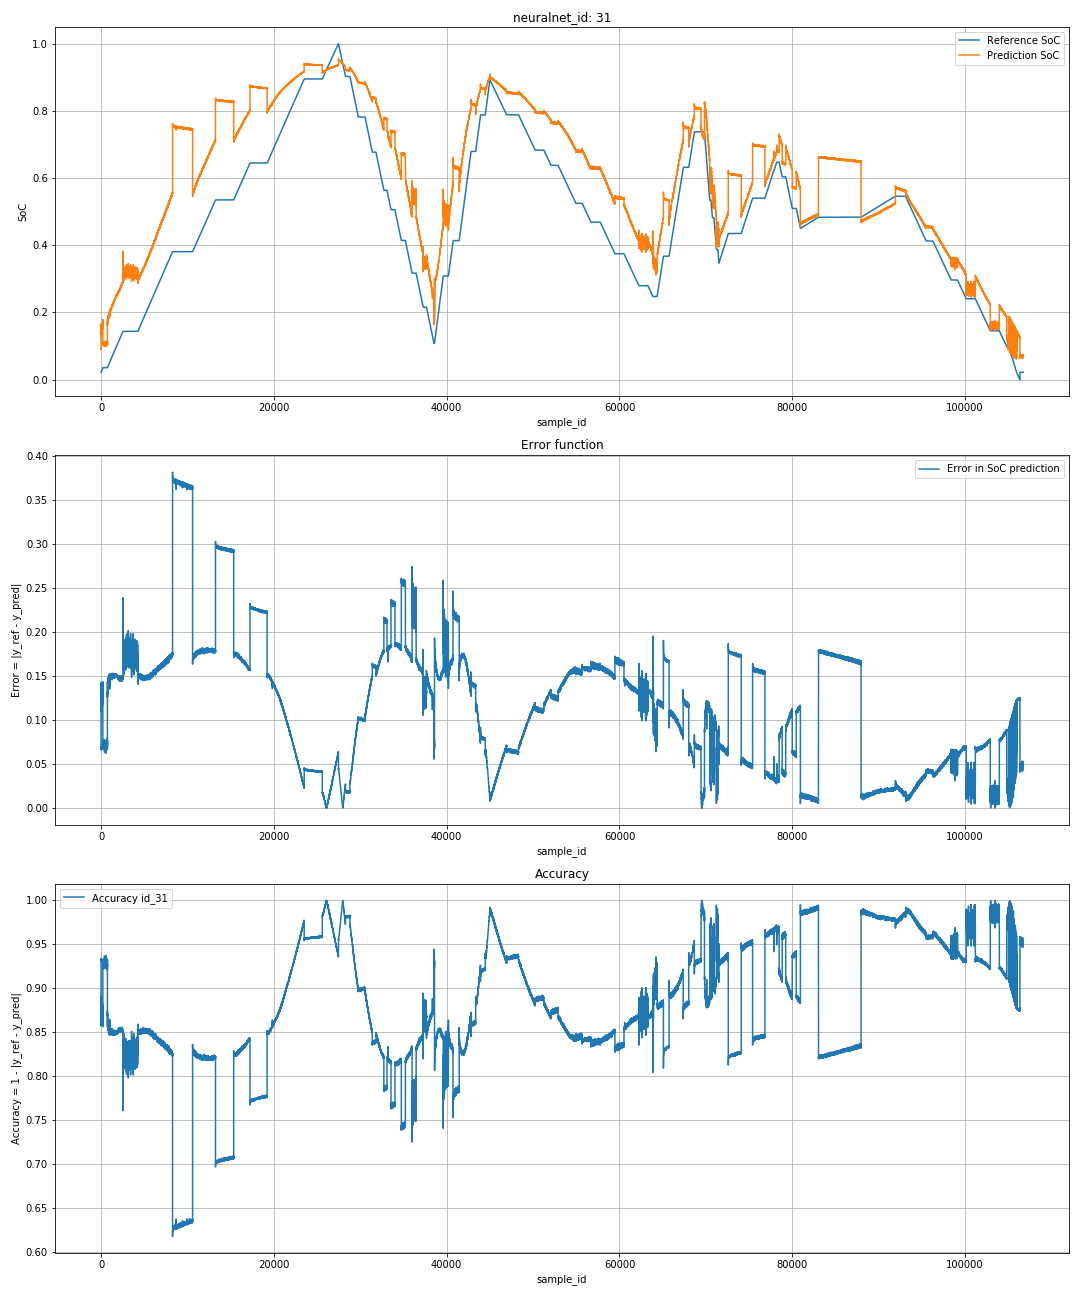 neuralnet_id: 31
Reference SoC
Prediction SoC
SoC
1.0
0.8
0.6
0.4
0.2
0.0
0 20000 40000 60000 80000 100000
sample_id
Error function
Error in SoC prediction
Error = |y_ref - y_pred|
0.40
0.35
0.30
0.25
0.20
0.15
0.10
0.05
0.00
0 20000 40000 60000 80000 100000
sample_id
Accuracy
Accuracy id_31
Accuracy = 1 - |y_ref - y_pred|
1.00
0.95
0.90
0.85
0.80
0.75
0.70
0.65
0.60
0 20000 40000 60000 80000 100000
sample_id